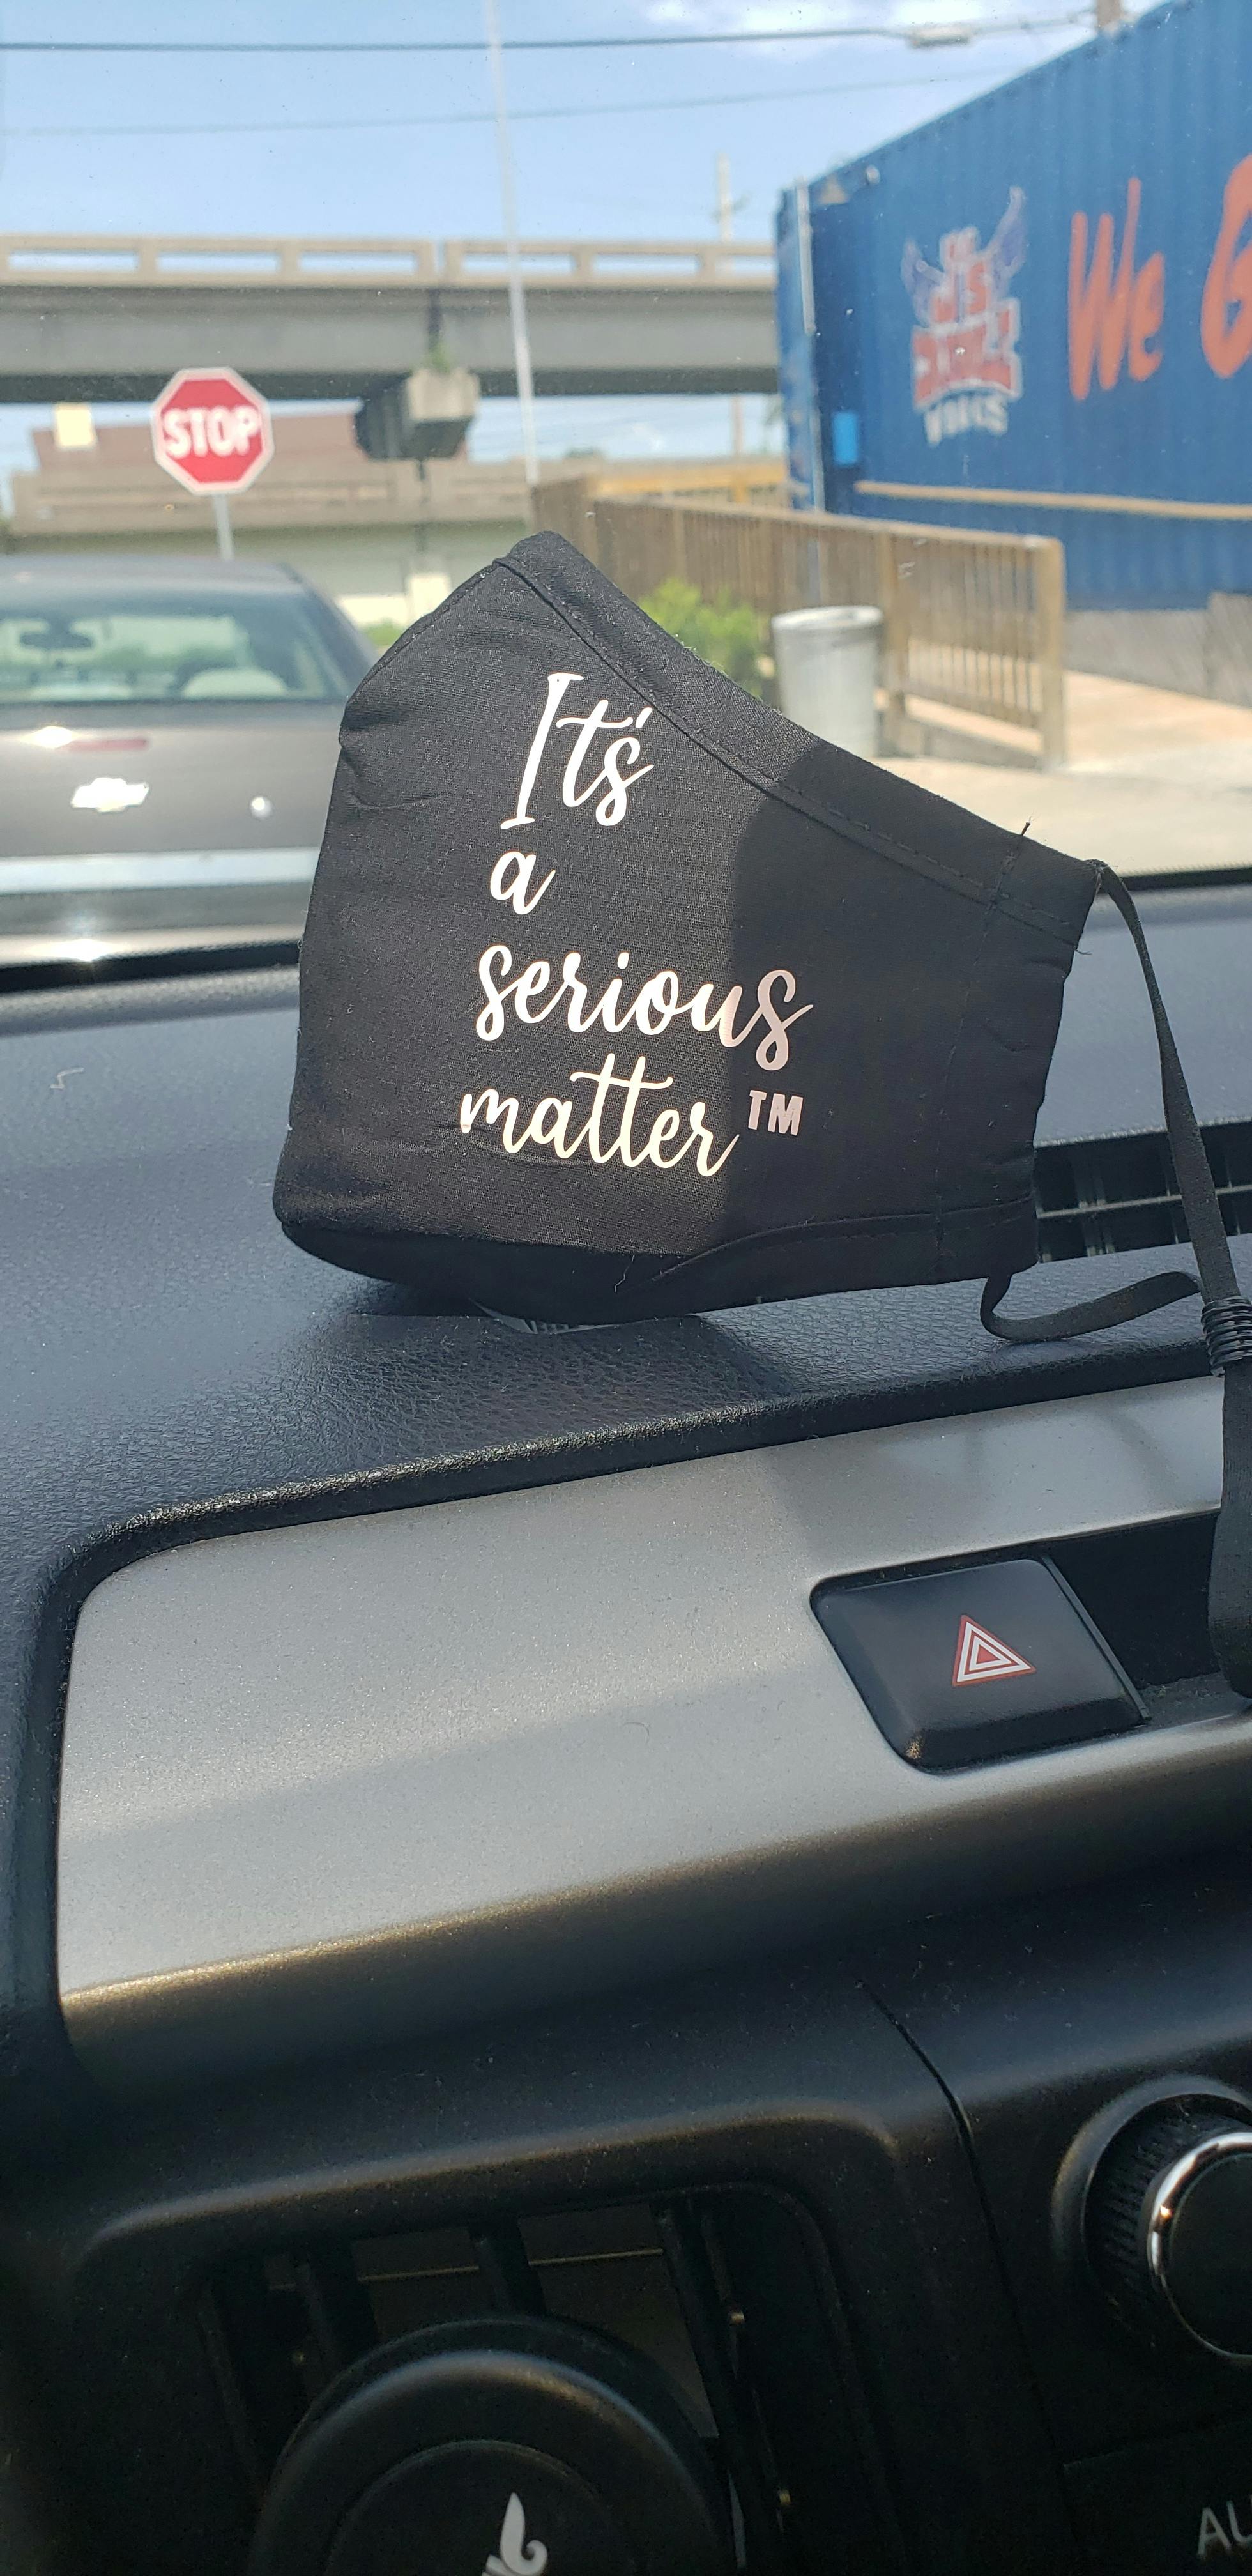 STOP
We
It's
a
serious
matter™